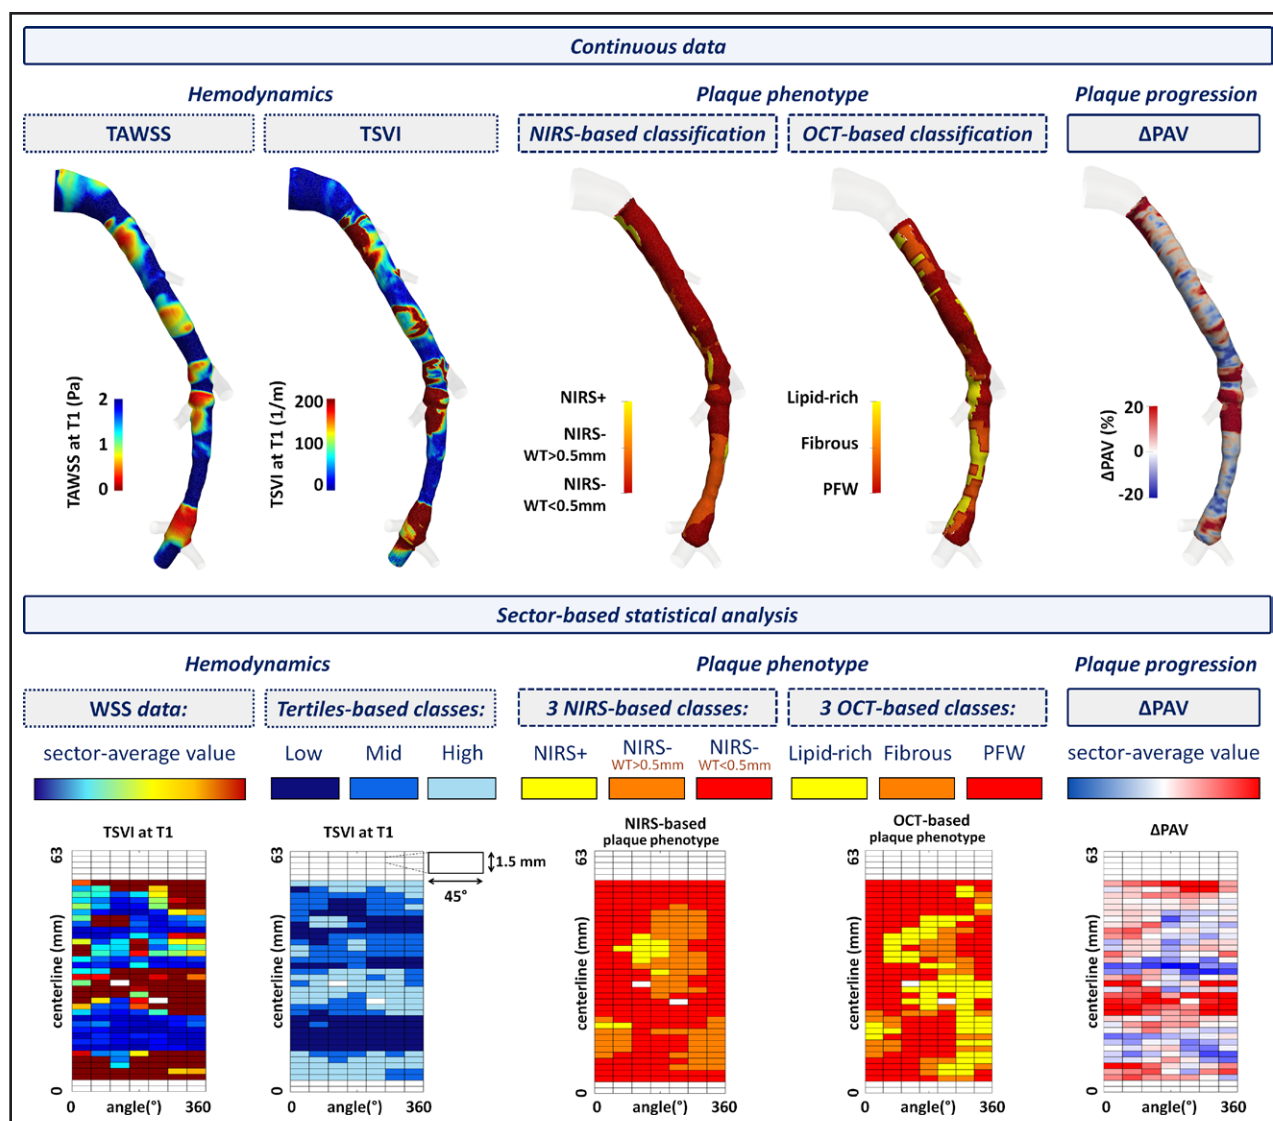 Continuous data
Hemodynamics
Plaque phenotype
Plaque progression
TAWSS
TSVI
NIRS-based classification
OCT-based classification
ΔPAV
TAWSS at T1 (Pa)
2
1
0
TSVI at T1 (1/m)
200
100
0
NIRS+
NIRS-
WT>0.5mm
NIRS-
WT<0.5mm
Lipid-rich
Fibrous
PFW
ΔPAV (%)
20
0
-20
Sector-based statistical analysis
Hemodynamics
Plaque phenotype
Plaque progression
WSS data:
Tertiles-based classes:
3 NIRS-based classes:
3 OCT-based classes:
ΔPAV
sector-average value
Low
Mid
High
NIRS+
NIRS-
WT>0.5mm
NIRS-
WT<0.5mm
Lipid-rich
Fibrous
PFW
sector-average value
TSVI at T1
63
centerline (mm)
0
0
angle(°)
360
TSVI at T1
63
centerline (mm)
0
0
angle(°)
360
1.5 mm
45°
NIRS-based
plaque phenotype
63
centerline (mm)
0
0
angle(°)
360
OCT-based
plaque phenotype
63
centerline (mm)
0
0
angle(°)
360
ΔPAV
63
centerline (mm)
0
0
angle(°)
360